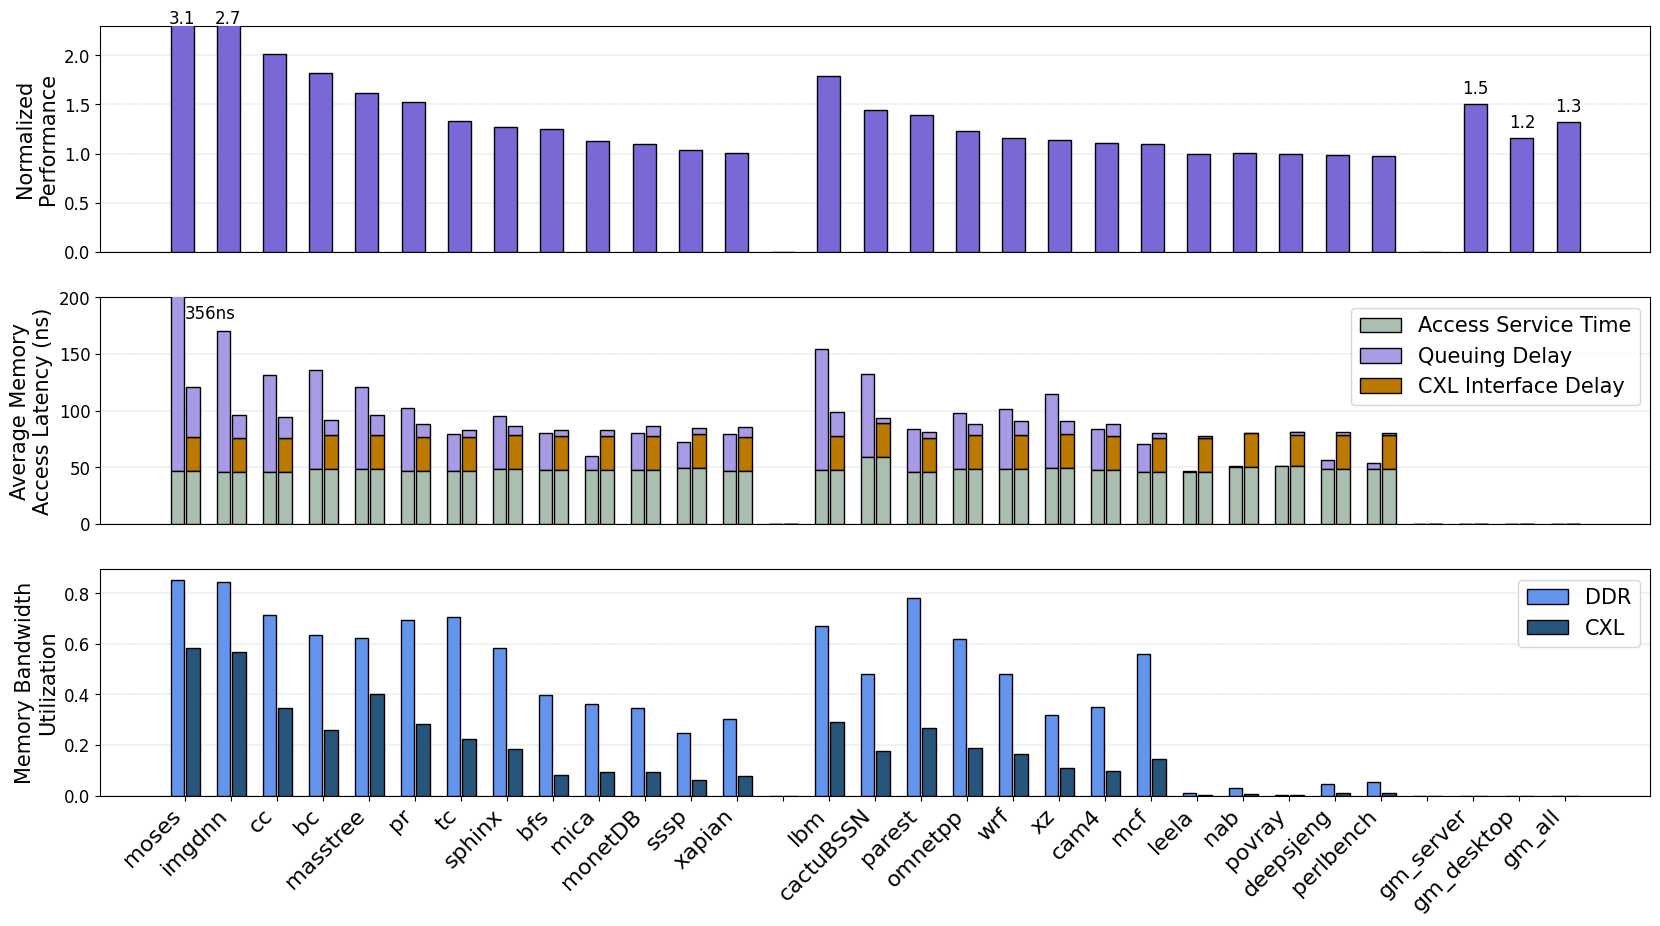 3.1
2.7
2.0
1.5
1.0
0.5
0.0
1.5
1.2
1.3
Normalized
Performance
200
150
100
50
0
356ns
Average Memory
Access Latency (ns)
Access Service Time
Queuing Delay
CXL Interface Delay
0.8
0.6
0.4
0.2
0.0
Memory Bandwidth
Utilization
DDR
CXL
moses
imgdnn
cc
bc
masstree
pr
tc
sphinx
bfs
mica
monetDB
sssp
xapian
lbm
cactuBSSN
parest
omnetpp
wrf
xz
cam4
mcf
leela
nab
povray
deepsjeng
perlbench
gm_server
gm_desktop
gm_all